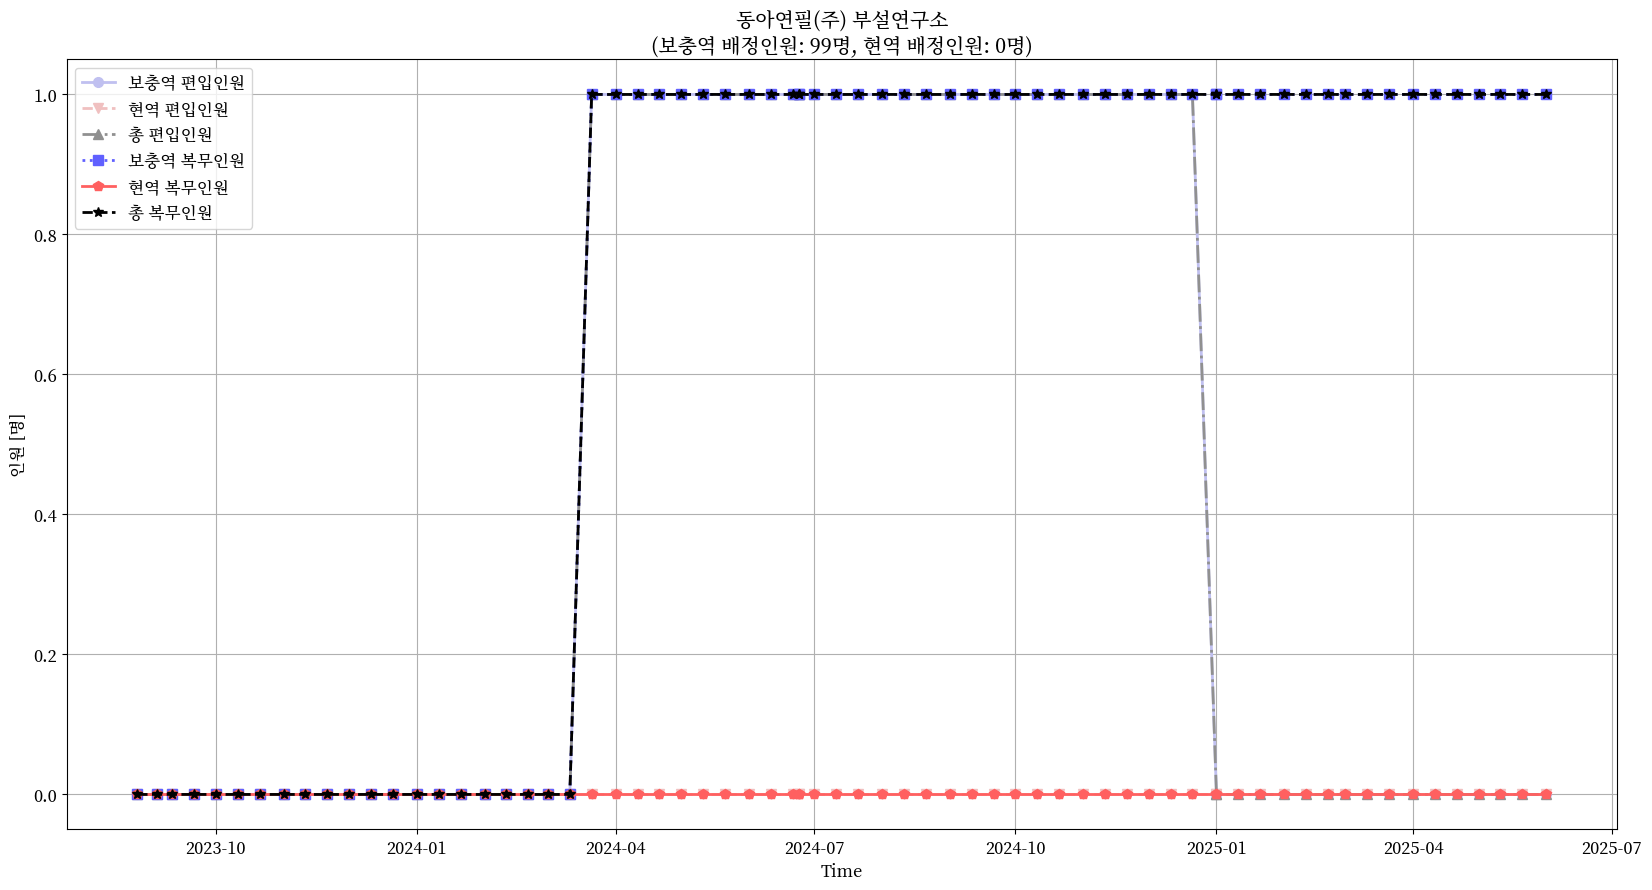 동아연필(주) 부설연구소
(보충역 배정인원: 99명, 현역 배정인원: 0명)
보충역 편입인원
현역 편입인원
총 편입인원
보충역 복무인원
현역 복무인원
총 복무인원
1.0
0.8
0.6
0.4
0.2
0.0
인원 [명]
2023-10
2024-01
2024-04
2024-07
2024-10
2025-01
2025-04
2025-07
Time